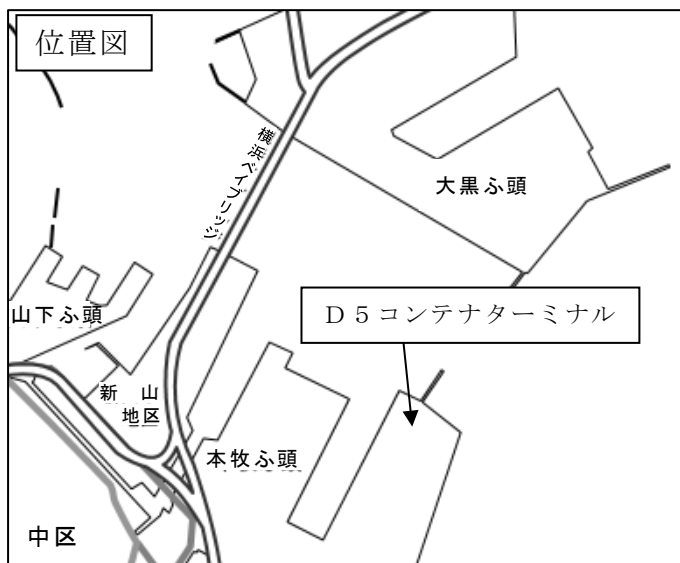 位置図
横浜ベイブリッジ
大黒ふ頭
山下ふ頭
D5コンテナターミナル
新山
地区
本牧ふ頭
中区